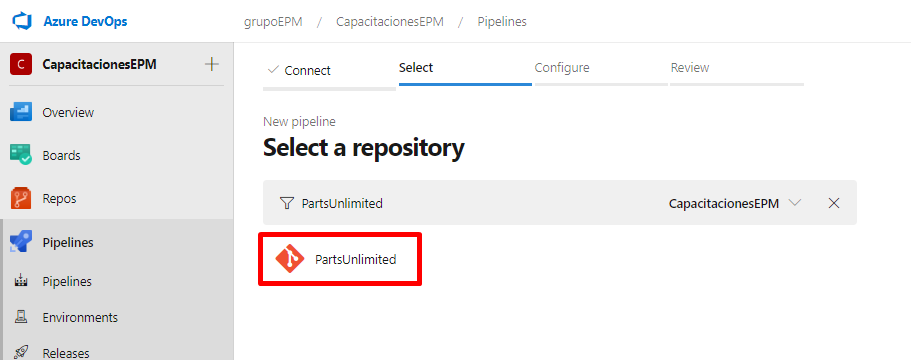 Azure DevOps
grupoEPM / CapacitacionesEPM / Pipelines
C CapacitacionesEPM +
Overview
Boards
Repos
Pipelines
Pipelines
Environments
Releases
Connect Select Configure Review
New pipeline
Select a repository
PartsUnlimited CapacitacionesEPM
PartsUnlimited